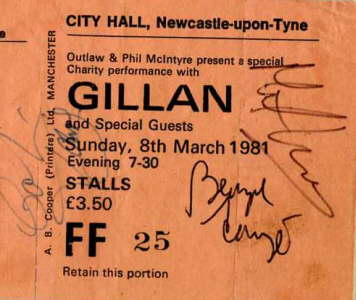 CITY HALL, Newcastle-upon-Tyne
Outlaw & Phil McIntyre present a special
Charity performance with
GILLAN
and Special Guests
Sunday, 8th March 1981
Evening 7-30
STALLS
£3.50
FF 25
Retain this portion
A. B. Cooper (Printers) Ltd. MANCHESTER